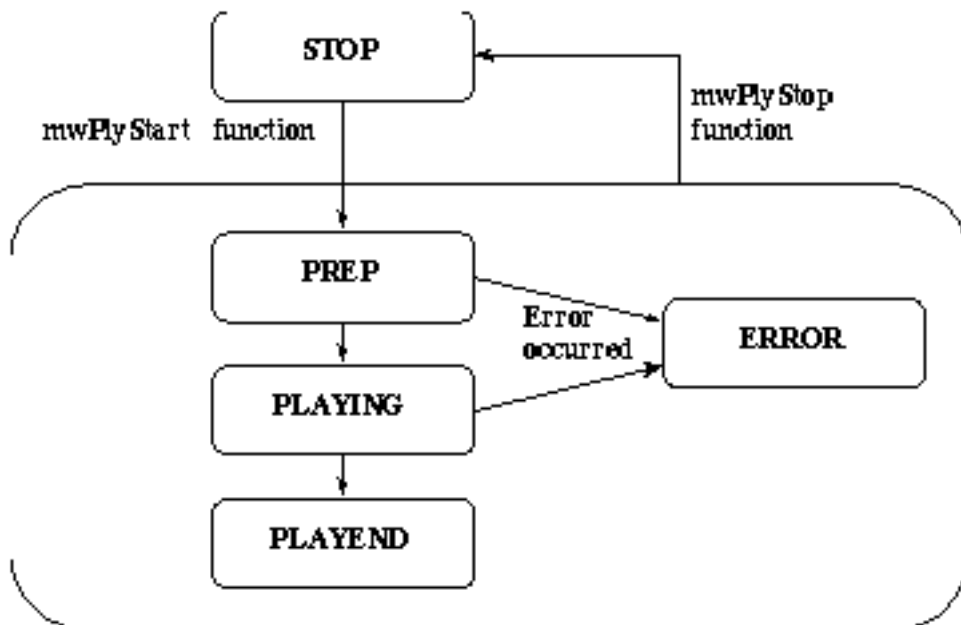 STOP
mwPlyStart function
mwPlyStop
function
PREP
Error
occurred
ERROR
PLAYING
PLAYEND